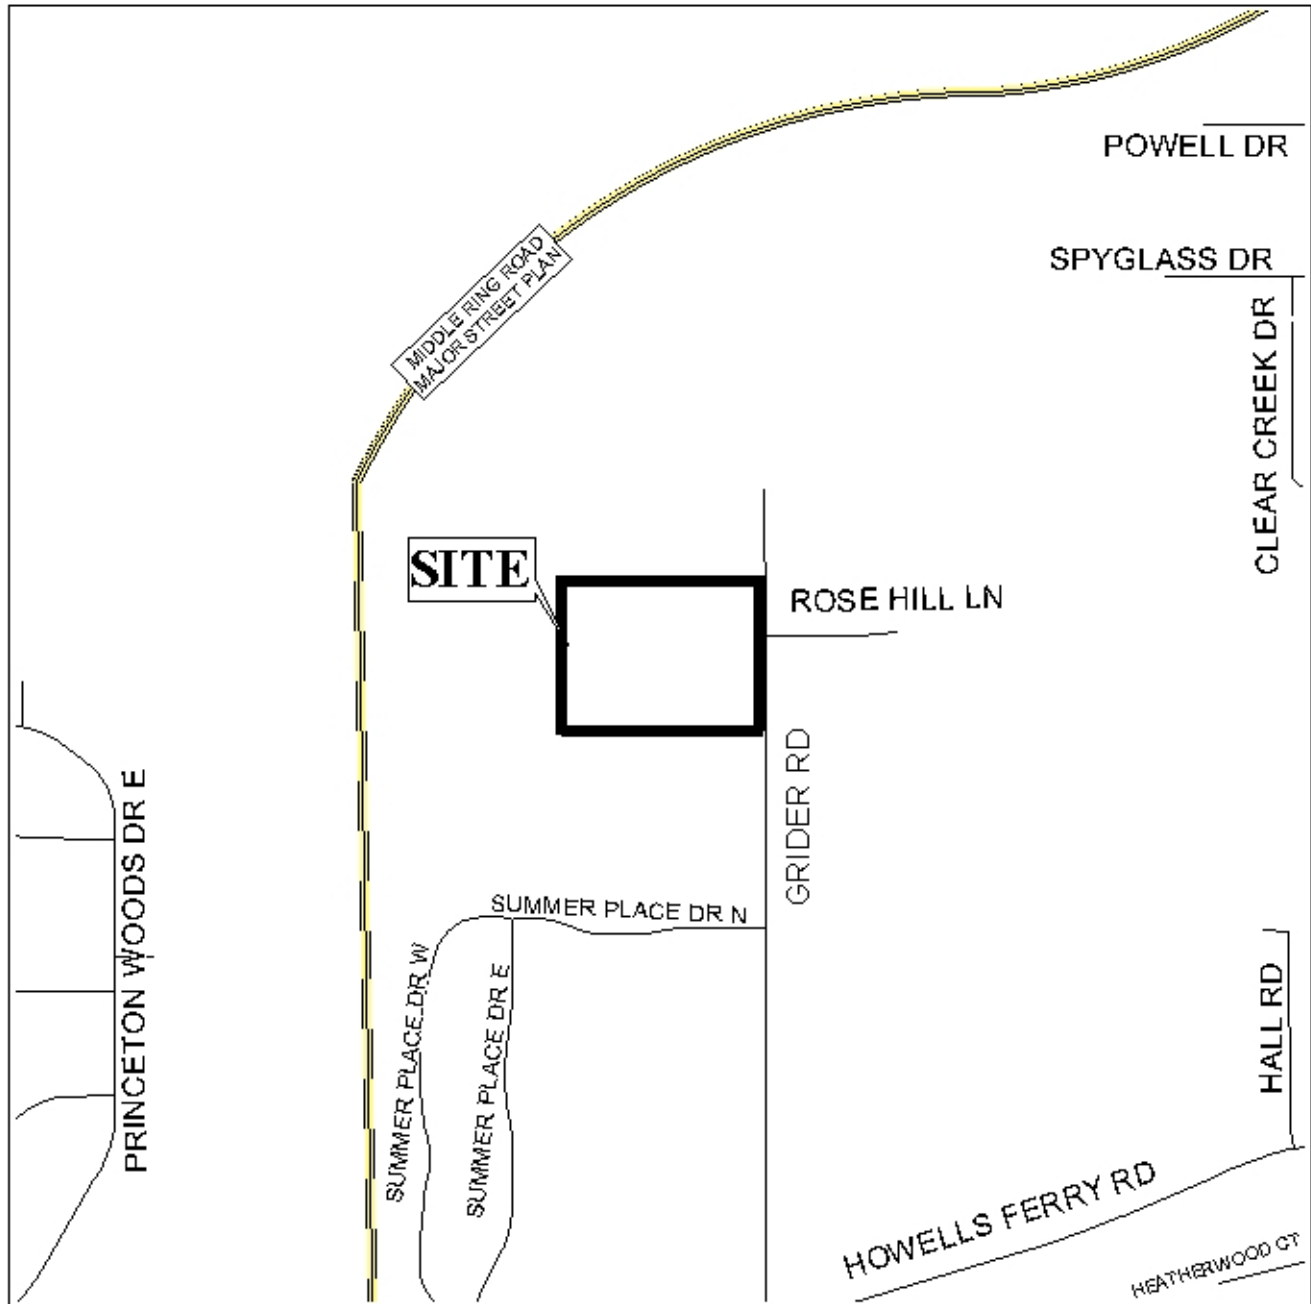 POWELL DR
SPYGLASS DR
MIDDLE RING ROAD
MAJOR STREET PLAN
CLEAR CREEK DR
SITE
ROSE HILL LN
GRIDER RD
PRINCETON WOODS DR E
SUMMER PLACE DR N
SUMMER PLACE DR W
SUMMER PLACE DR E
HALL RD
HOWELLS FERRY RD
HEATHERWOOD CT